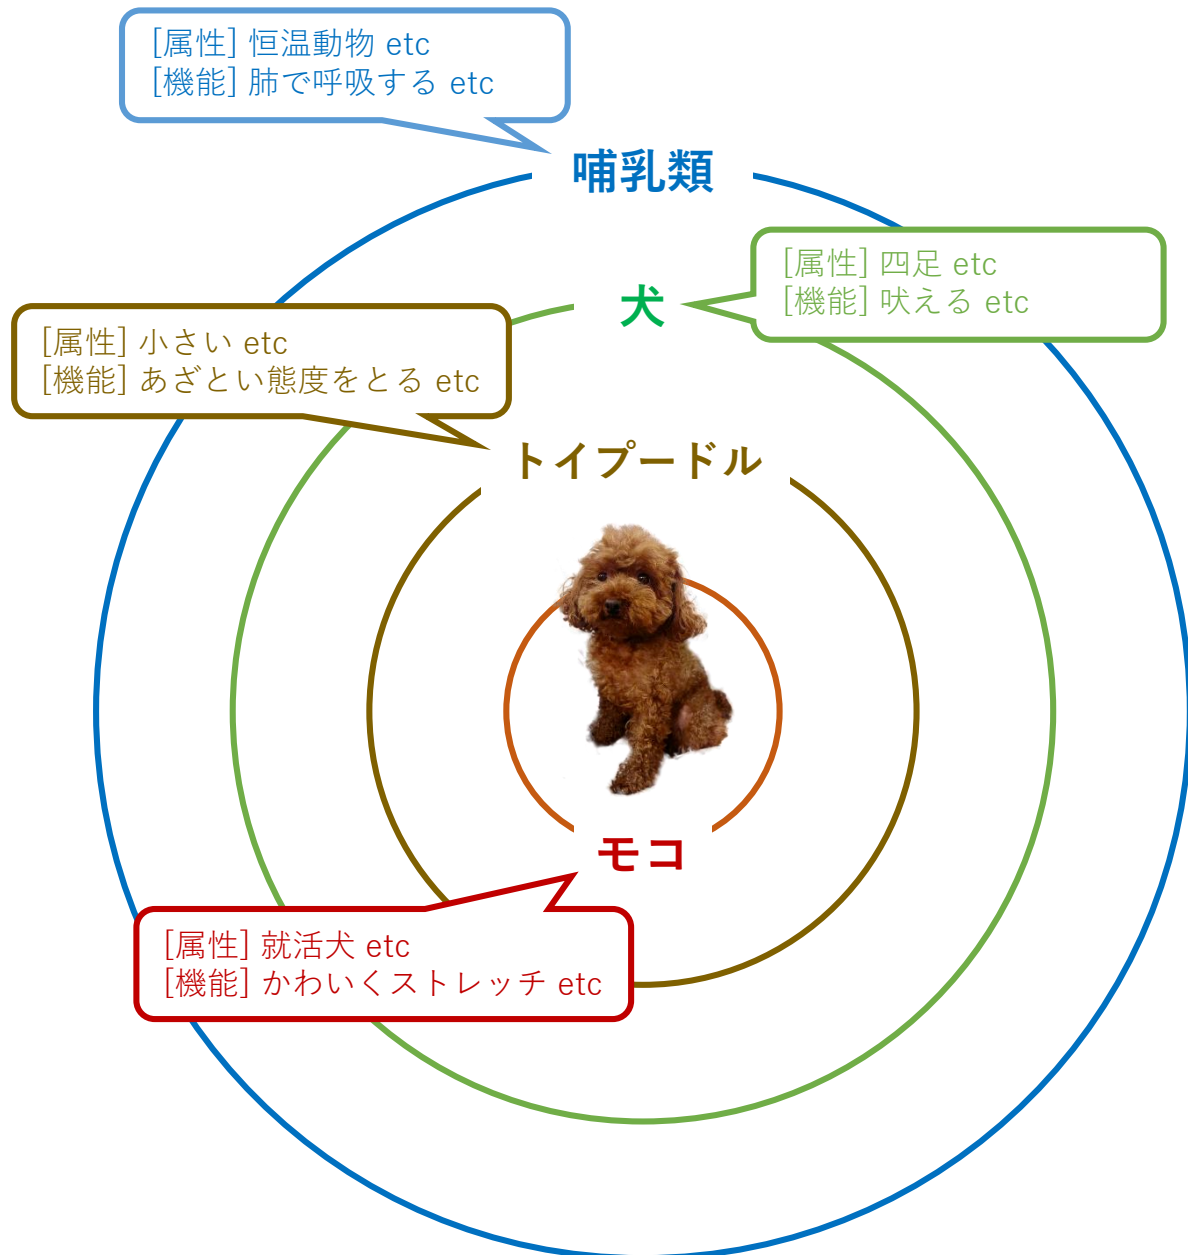 [属性] 恒温動物 etc
[機能] 肺で呼吸する etc
哺乳類
[属性] 四足 etc
[機能] 吠える etc
犬
[属性] 小さい etc
[機能] あざとい態度をとる etc
トイプードル
モコ
[属性] 就活犬 etc
[機能] かわいくストレッチ etc